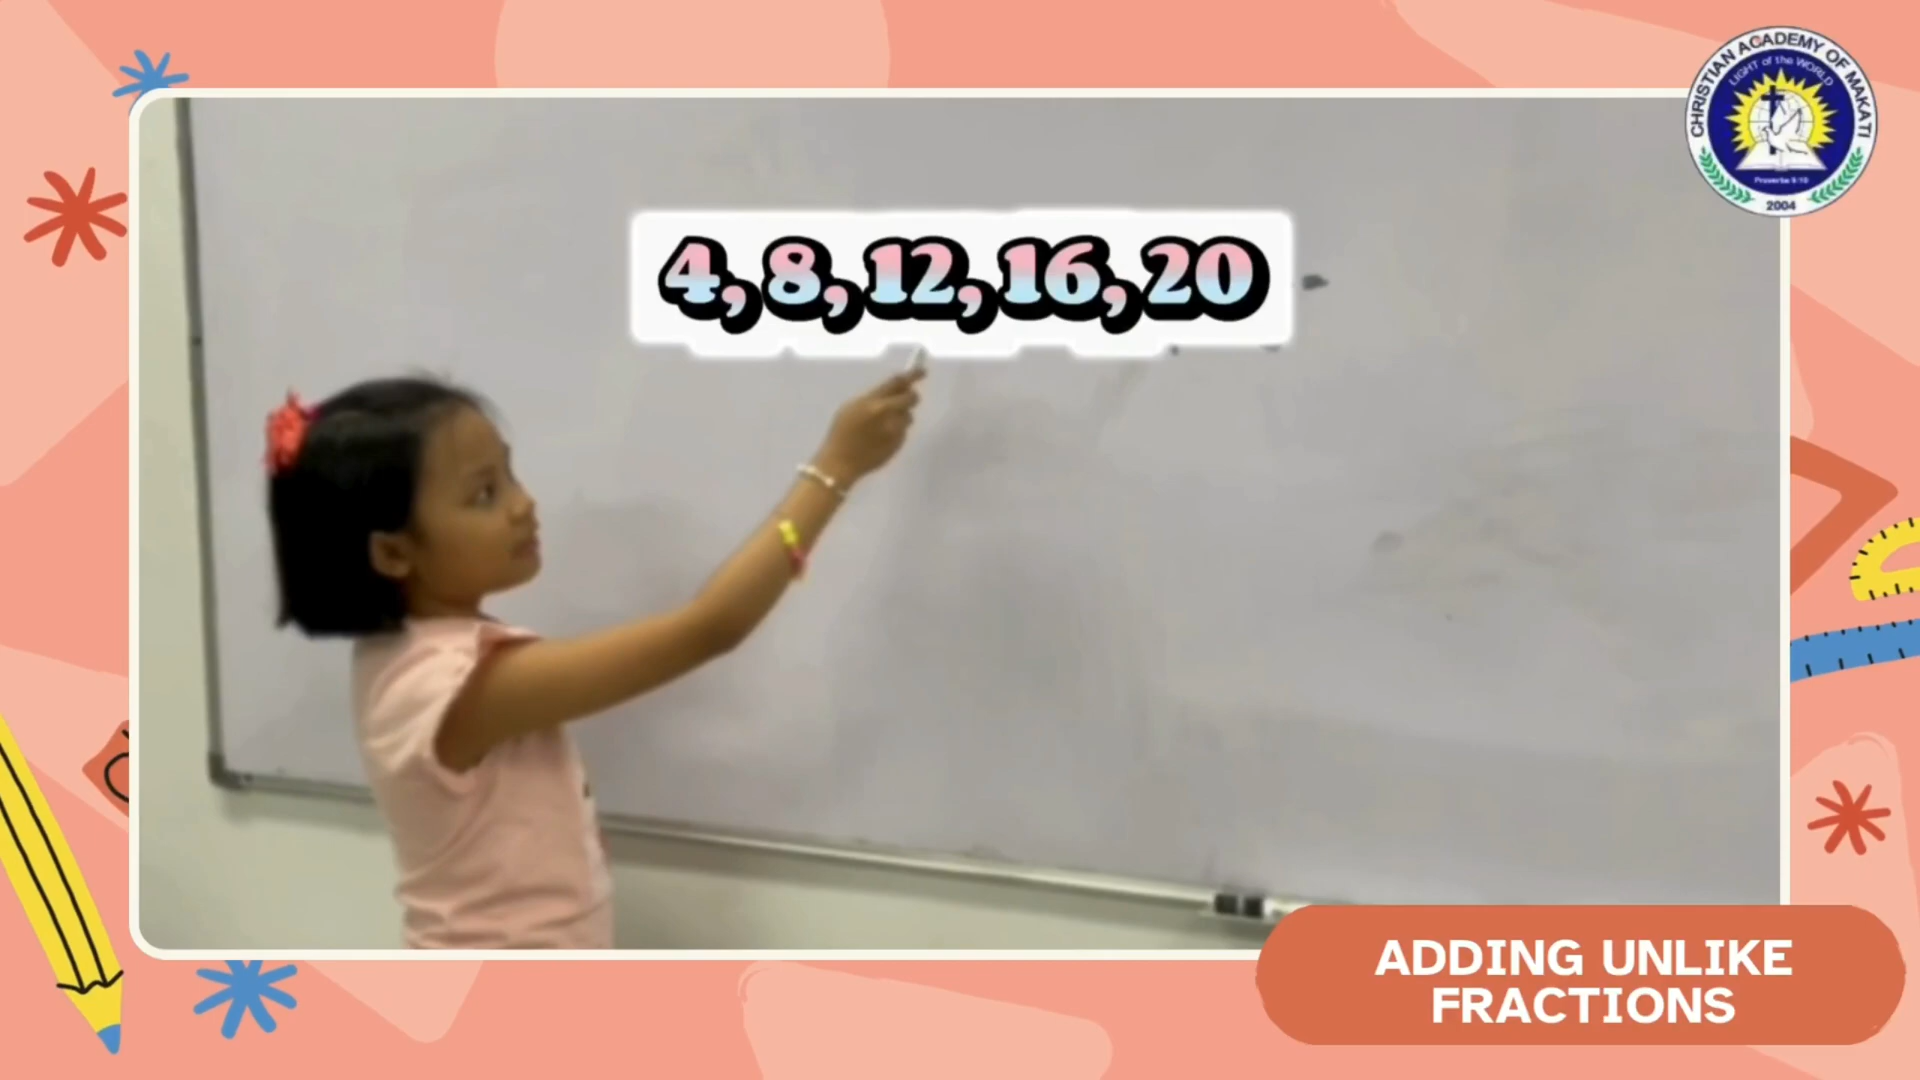 CHRISTIAN ACADEMY OF MAKATI
LIGHT of the WORLD
2004
4, 8, 12, 16, 20
ADDING UNLIKE
FRACTIONS